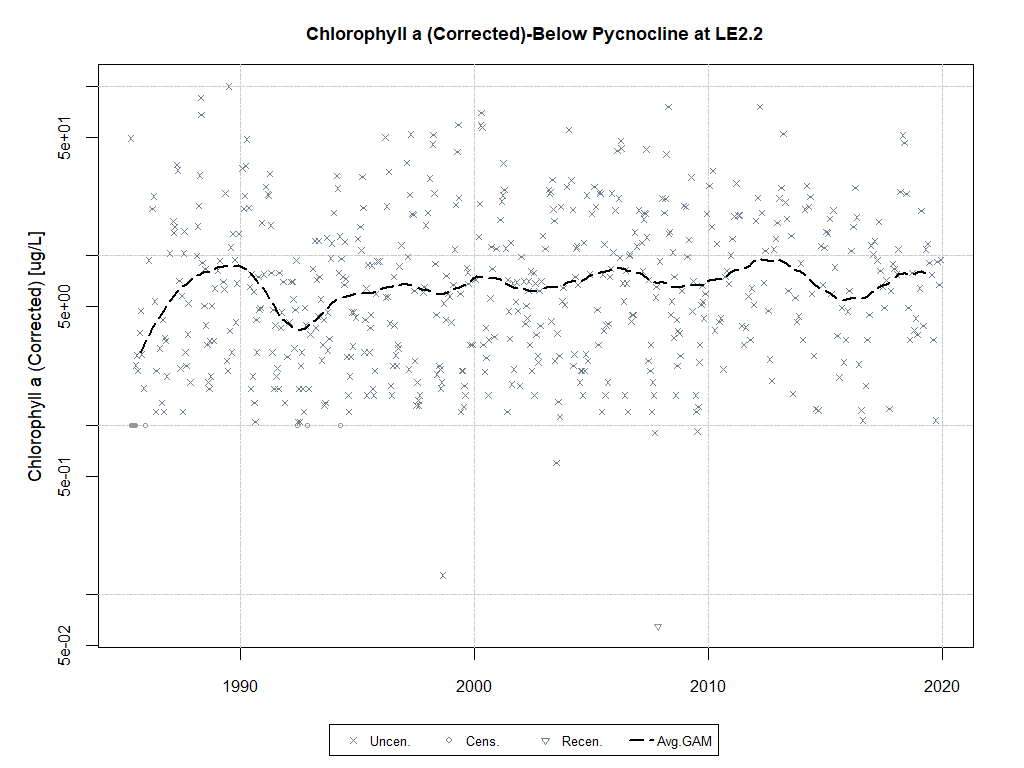 Chlorophyll a (Corrected)-Below Pycnocline at LE2.2
Chlorophyll a (Corrected) [ug/L]
5e+01
5e+00
5e-01
5e-02
1990 2000 2010 2020
Uncen. Cens. Recen. Avg.GAM